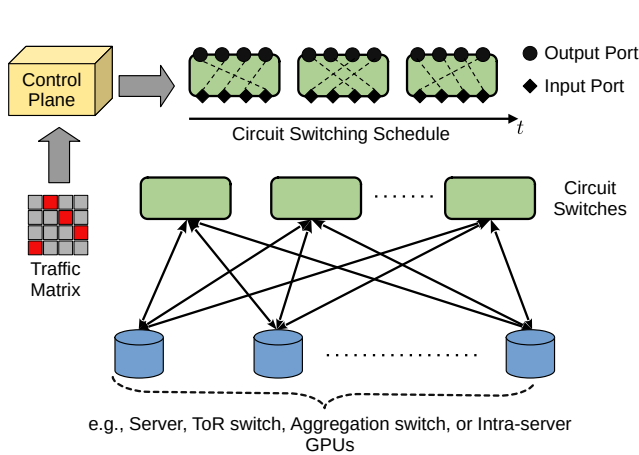 Control
Plane
Output Port
Input Port
t
Circuit Switching Schedule
Circuit
Switches
Traffic
Matrix
e.g., Server, ToR switch, Aggregation switch, or Intra-server
GPUs